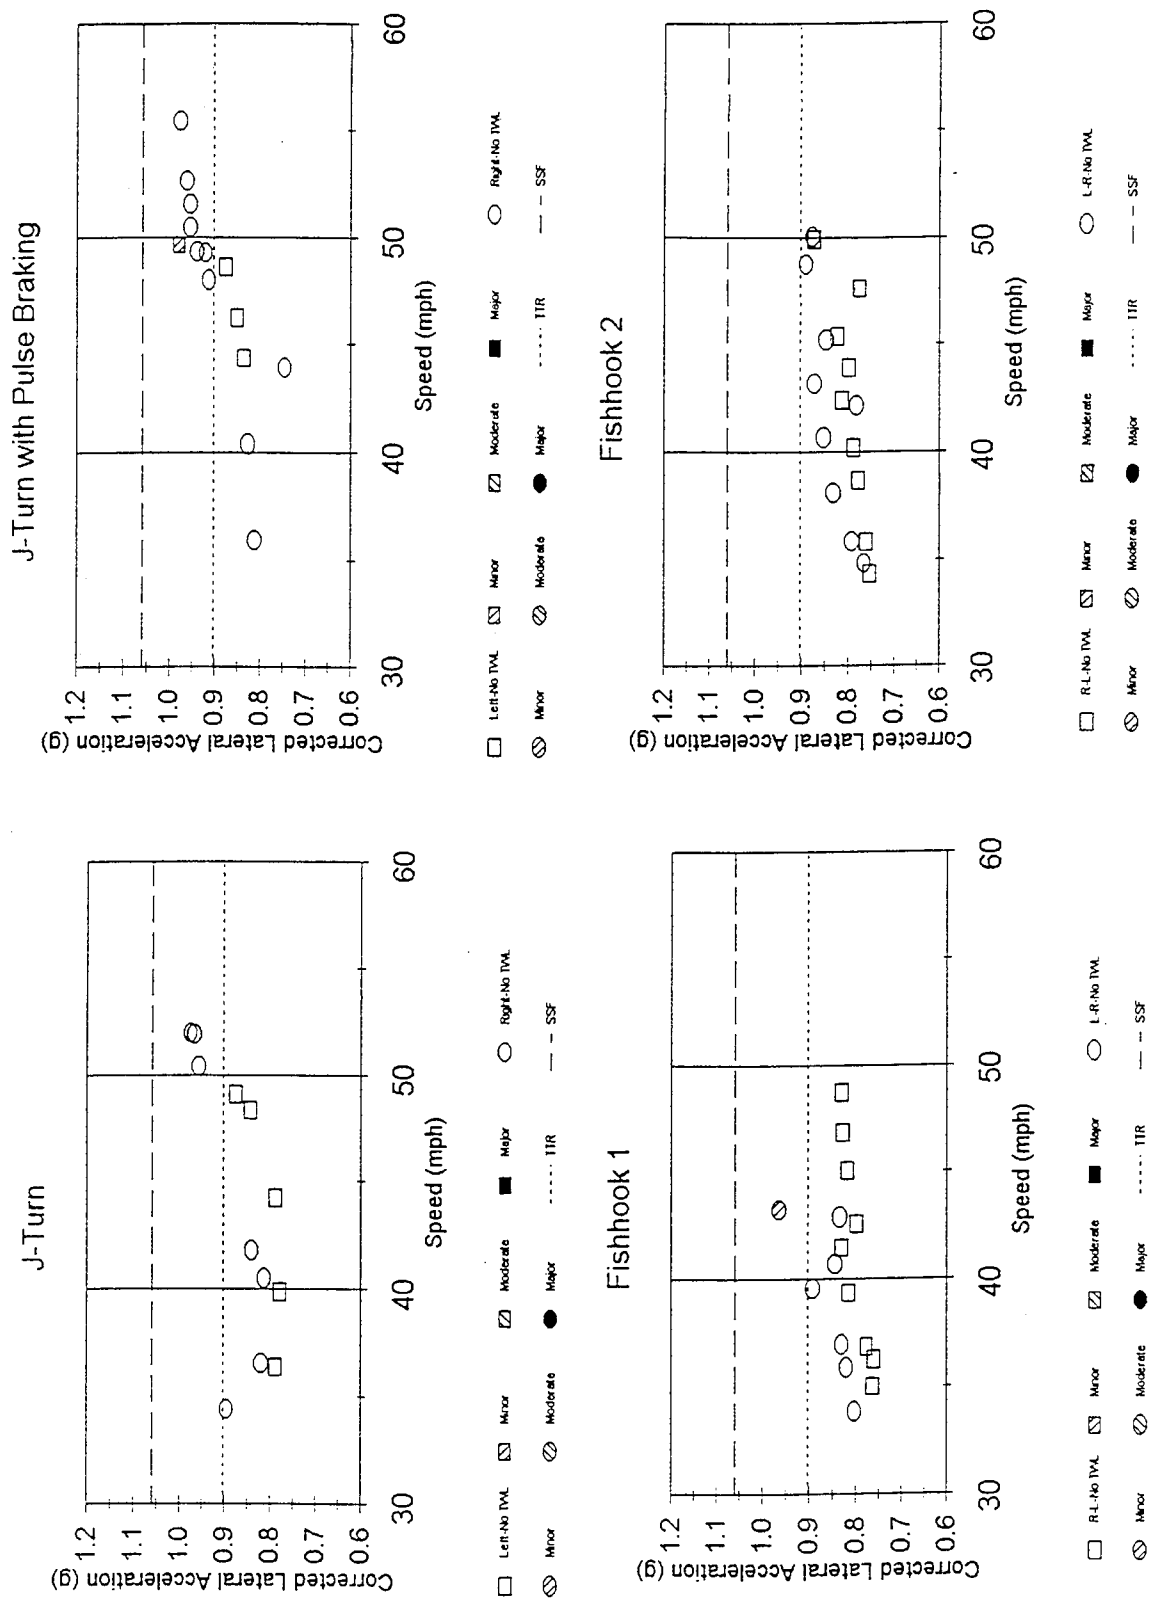 J-Turn
Corrected Lateral Acceleration (g)
1.2
1.1
1.0
0.9
0.8
0.7
0.6
30 40 50 60
Speed (mph)
Left-No TWL Minor Moderate Major Right-No TWL
Minor Moderate Major TTR SSF
J-Turn with Pulse Braking
Corrected Lateral Acceleration (g)
1.2
1.1
1.0
0.9
0.8
0.7
0.6
30 40 50 60
Speed (mph)
Left-No TWL Minor Moderate Major Right-No TWL
Minor Moderate Major TTR SSF
Fishhook 1
Corrected Lateral Acceleration (g)
1.2
1.1
1.0
0.9
0.8
0.7
0.6
30 40 50 60
Speed (mph)
R-L-No TWL Minor Moderate Major L-R-No TWL
Minor Moderate Major TTR SSF
Fishhook 2
Corrected Lateral Acceleration (g)
1.2
1.1
1.0
0.9
0.8
0.7
0.6
30 40 50 60
Speed (mph)
R-L-No TWL Minor Moderate Major L-R-No TWL
Minor Moderate Major TTR SSF